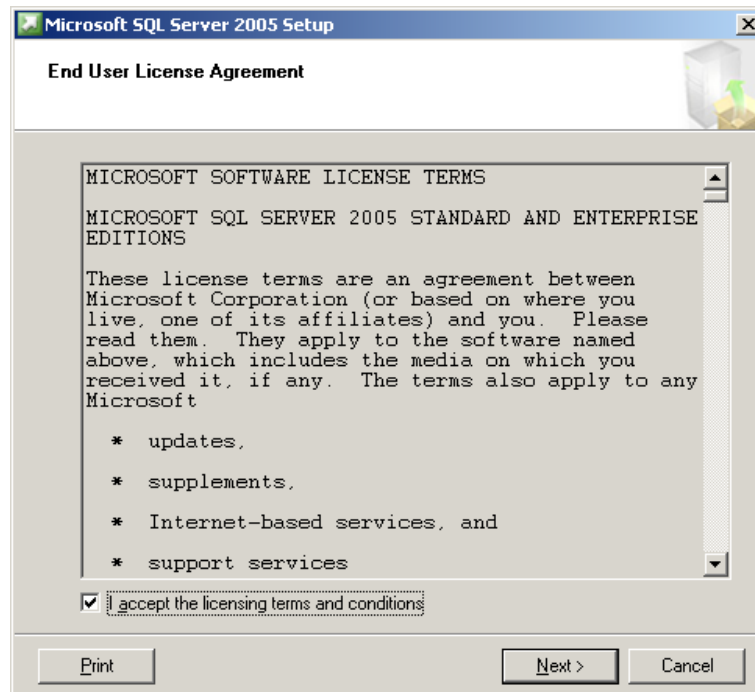 Microsoft SQL Server 2005 Setup
End User License Agreement
MICROSOFT SOFTWARE LICENSE TERMS
MICROSOFT SQL SERVER 2005 STANDARD AND ENTERPRISE
EDITIONS
These license terms are an agreement between
Microsoft Corporation (or based on where you
live, one of its affiliates) and you.  Please
read them.  They apply to the software named
above, which includes the media on which you
received it, if any.  The terms also apply to any
Microsoft
* updates,
* supplements,
* Internet-based services, and
* support services
I accept the licensing terms and conditions
Print
Next >
Cancel